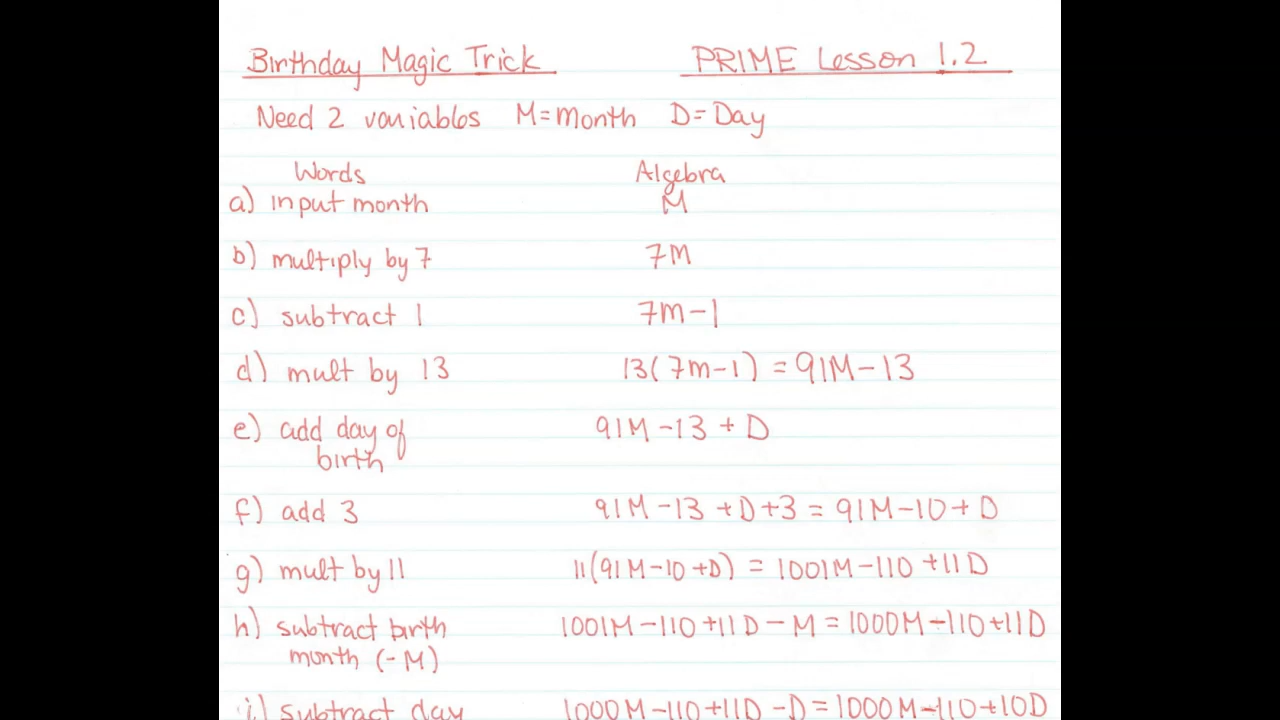 Birthday Magic Trick PRIME Lesson 1.2
Need 2 variables M=month D=Day
Words Algebra
a) input month M
b) multiply by 7 7M
c) subtract 1 7m-1
d) mult by 13 13(7m-1) = 91M-13
e) add day of 91M-13 + D
birth
f) add 3 91M-13 +D+3 = 91M-10+ D
g) mult by 11 11(91M-10 +D) = 1001M-110 +11D
h) subtract birth 1001M-110 +11D - M = 1000M-110+11D
month (-M)
i) subtract day 1000M-110+11D -D = 1000M-110+10D